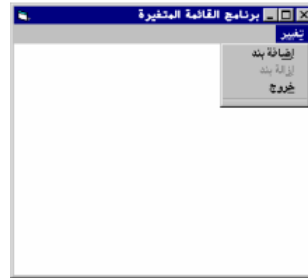 برنامج القائمة المتغيرة
تغيير
إضافة بند
إزالة بند
خروج